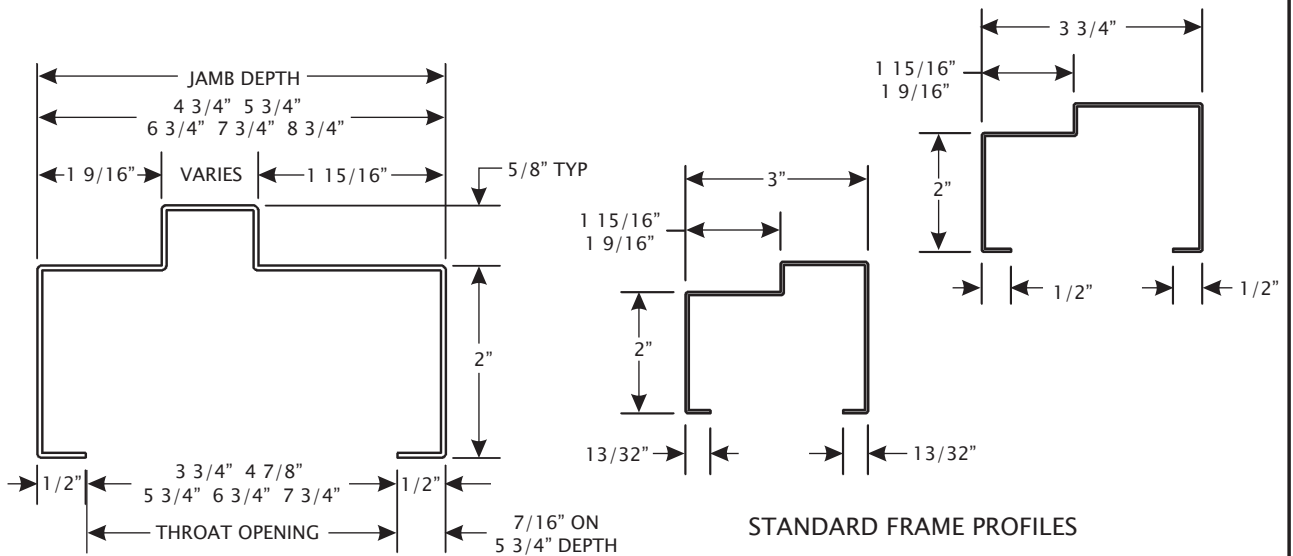 JAMB DEPTH
4 3/4” 5 3/4”
6 3/4” 7 3/4” 8 3/4”
1 9/16” VARIES 1 15/16”
5/8” TYP
2”
1/2”
3 3/4” 4 7/8”
5 3/4” 6 3/4” 7 3/4”
1/2”
THROAT OPENING
7/16” ON
5 3/4” DEPTH
3”
1 15/16”
1 9/16”
2”
13/32”
13/32”
3 3/4”
1 15/16”
1 9/16”
2”
1/2”
1/2”
STANDARD FRAME PROFILES